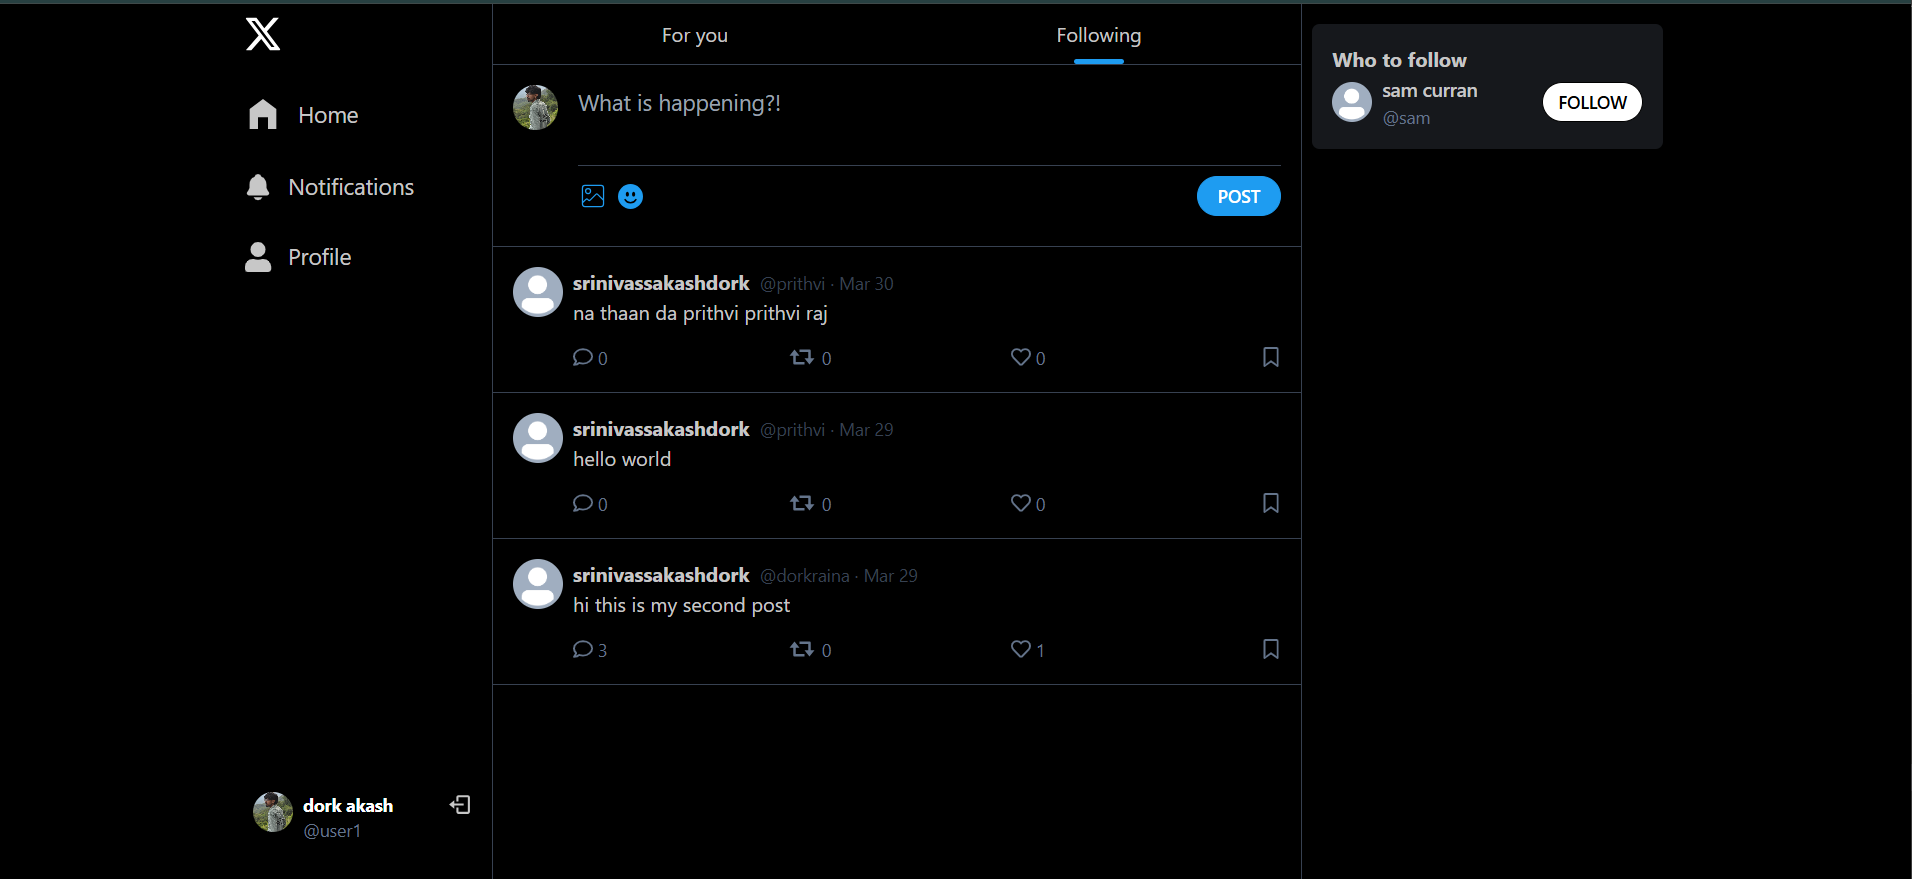 Home
Notifications
Profile
dork akash
@user1
For you
Following
What is happening?!
POST
srinivassakashdork @prithvi · Mar 30
na thaan da prithvi prithvi raj
0 0 0
srinivassakashdork @prithvi · Mar 29
hello world
0 0 0
srinivassakashdork @dorkraina · Mar 29
hi this is my second post
3 0 1
Who to follow
sam curran
@sam
FOLLOW